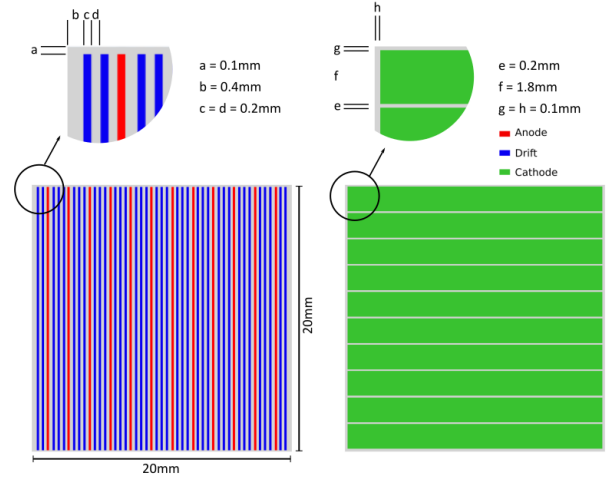 b c d
a
a = 0.1mm
b = 0.4mm
c = d = 0.2mm
h
g
f
e
e = 0.2mm
f = 1.8mm
g = h = 0.1mm
Anode
Drift
Cathode
20mm
20mm